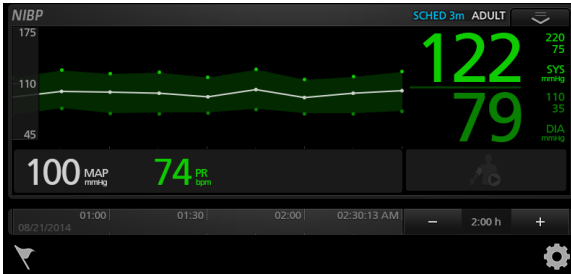 NIBP
SCHED 3m ADULT
175
110
45
122
79
220
75
SYS
mmHg
110
35
DIA
mmHg
100 MAP
mmHg
74 PR
bpm
01:00 01:30 02:00 02:30:13 AM
08/21/2014
− 2:00 h +